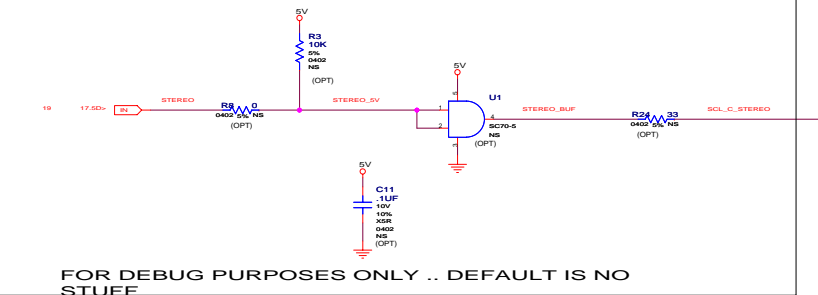 5V
R3
10K
5%
0402
NS
(OPT)
5V
U1
19 17.5D> IN STEREO R8 0 STEREO_5V 1 5 STEREO_BUF R24 33 SCL_C_STEREO
0402 5% NS
(OPT)
2 4
SC70-5
NS
(OPT)
3
0402 5% NS
(OPT)
5V
C11
.1UF
10V
10%
X5R
0402
NS
(OPT)
FOR DEBUG PURPOSES ONLY .. DEFAULT IS NO
STUFF